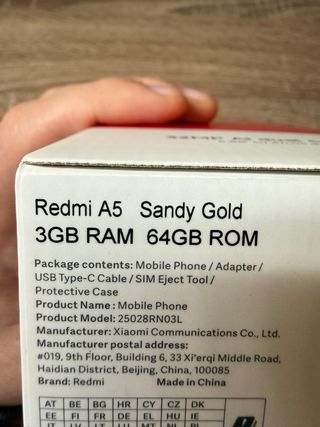 Redmi A5 Sandy Gold
3GB RAM 64GB ROM
Package contents: Mobile Phone / Adapter /
USB Type-C Cable / SIM Eject Tool /
Protective Case
Product Name : Mobile Phone
Product Model: 25028RN03L
Manufacturer: Xiaomi Communications Co., Ltd.
Manufacturer postal address:
#019, 9th Floor, Building 6, 33 Xi'erqi Middle Road,
Haidian District, Beijing, China, 100085
Brand: Redmi Made in China
AT BE BG HR CY CZ DK
EE FI FR DE EL HU IE